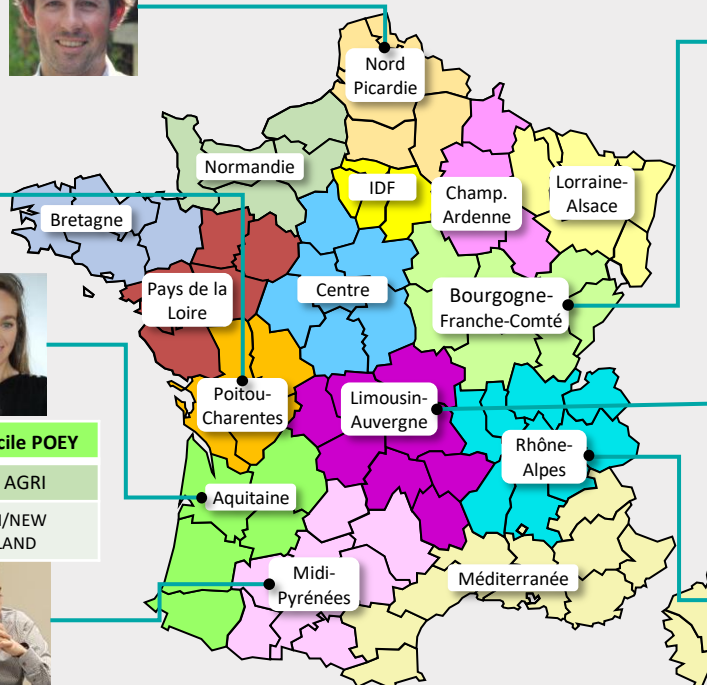 Nord
Picardie
Normandie
IDF
Champ.
Ardenne
Lorraine-
Alsace
Bretagne
Pays de la
Loire
Centre
Bourgogne-
Franche-Comté
Poitou-
Charentes
Limousin-
Auvergne
Rhône-
Alpes
cile POEY
AGRI
/NEW
LAND
Aquitaine
Midi-
Pyrénées
Méditerranée